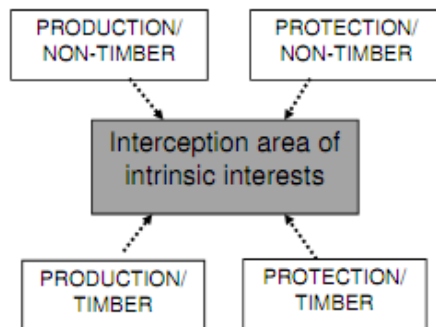 PRODUCTION/
NON-TIMBER
PROTECTION/
NON-TIMBER
Interception area of
intrinsic interests
PRODUCTION/
TIMBER
PROTECTION/
TIMBER